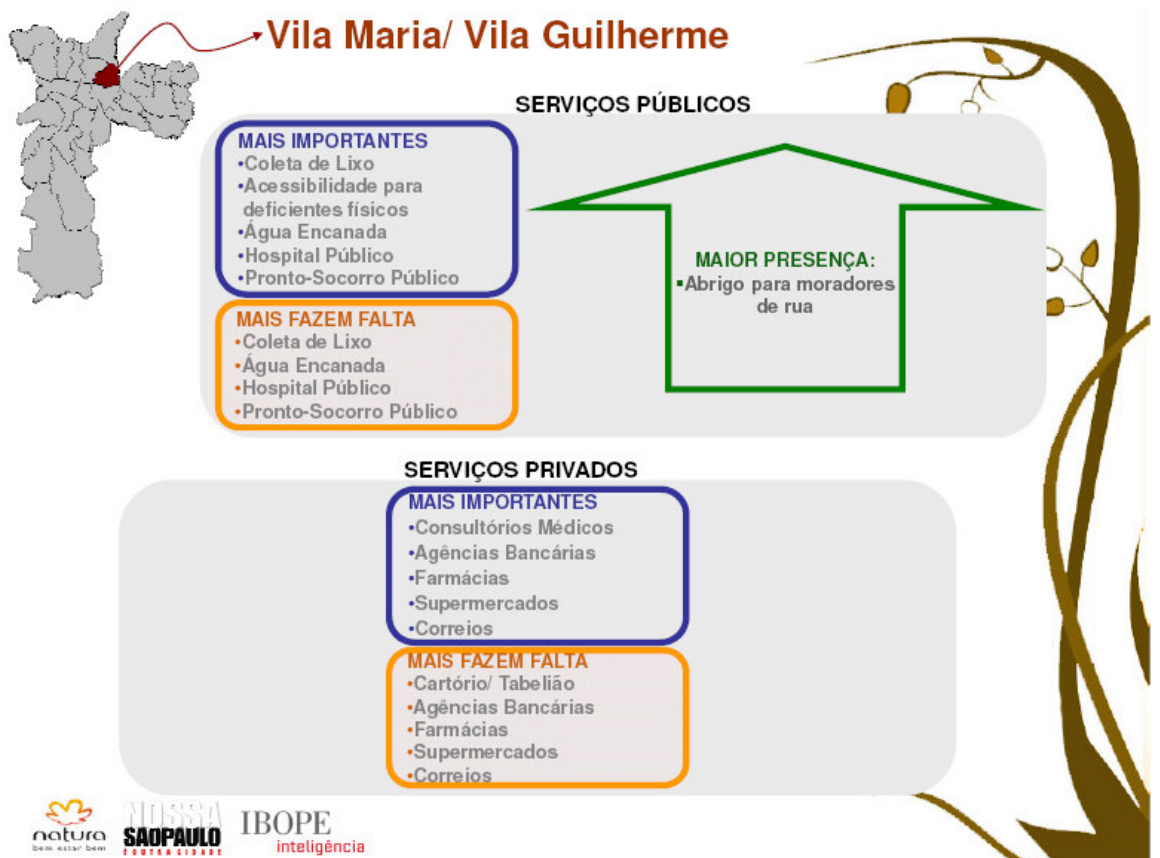 Vila Maria/ Vila Guilherme
SERVIÇOS PÚBLICOS
MAIS IMPORTANTES
•Coleta de Lixo
•Acessibilidade para
deficientes físicos
•Água Encanada
•Hospital Público
•Pronto-Socorro Público
MAIS FAZEM FALTA
•Coleta de Lixo
•Água Encanada
•Hospital Público
•Pronto-Socorro Público
MAIOR PRESENÇA:
▪Abrigo para moradores
de rua
SERVIÇOS PRIVADOS
MAIS IMPORTANTES
•Consultórios Médicos
•Agências Bancárias
•Farmácias
•Supermercados
•Correios
MAIS FAZEM FALTA
•Cartório/ Tabelião
•Agências Bancárias
•Farmácias
•Supermercados
•Correios
natura
bem estar bem
NOSSA
SAOPAULO
É OUTRA CIDADE
IBOPE
inteligência